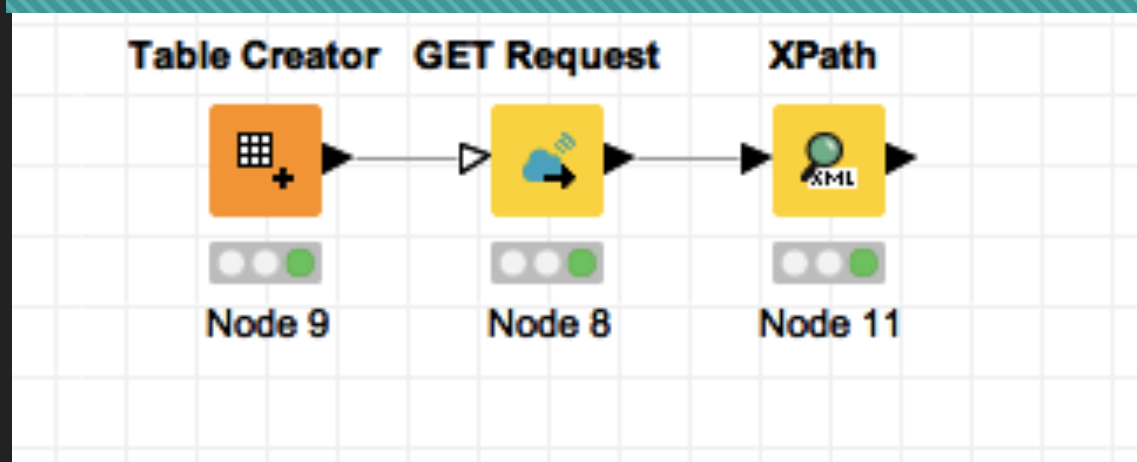 Table Creator GET Request XPath
XML
Node 9 Node 8 Node 11